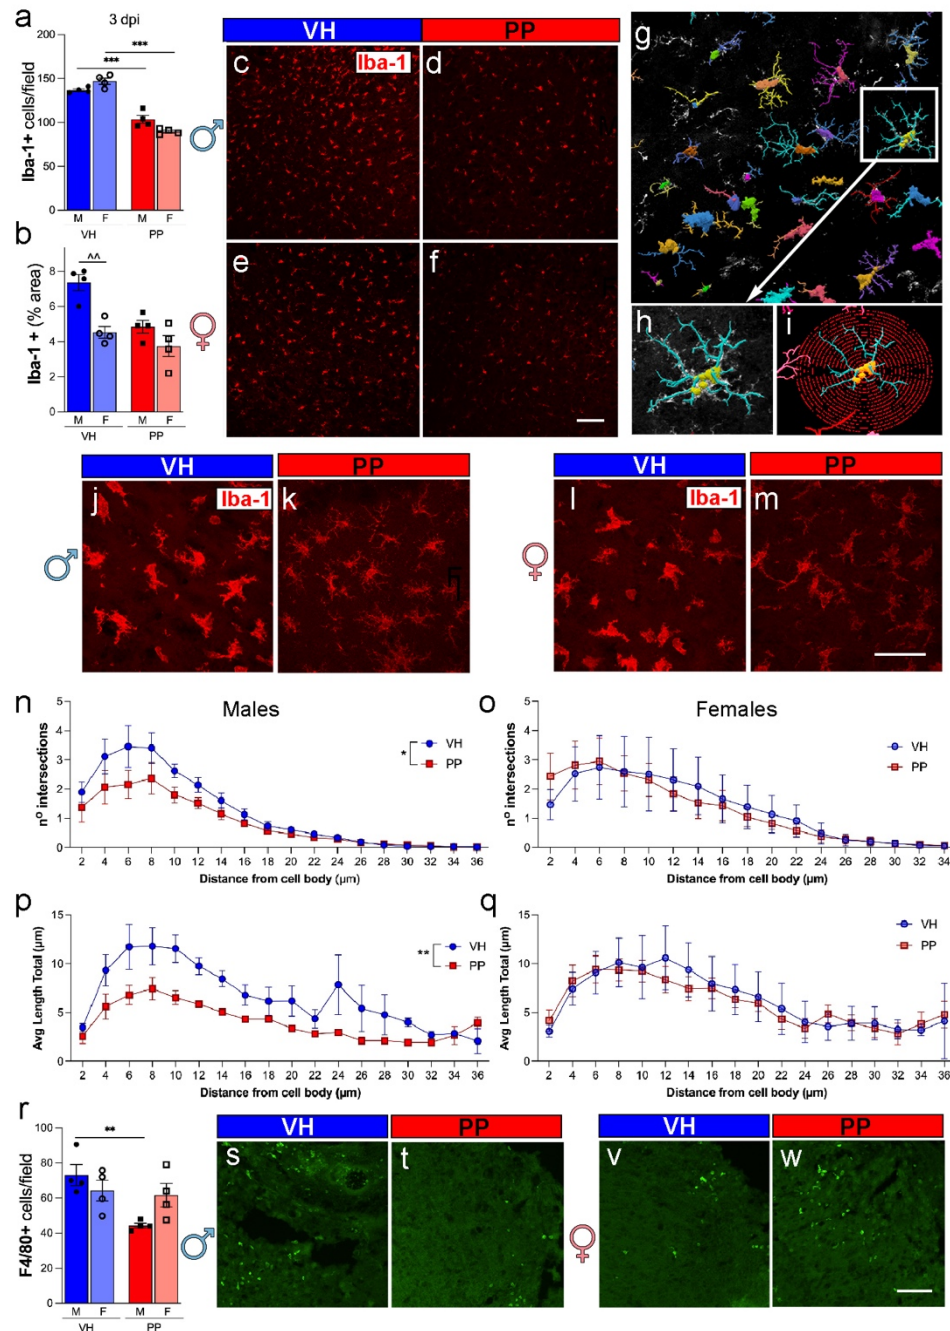 a
3 dpi
Iba-1+ cells/field
200
150
100
50
0
***
***
M F M F
VH PP
b
Iba-1 + (% area)
8
6
4
2
0
^^
M F M F
VH PP
VH PP
c
Iba-1
d
e
f
g
h
i
VH PP
j
Iba-1
k
VH PP
l
Iba-1
m
n
Males
nº intersections
5
4
3
2
1
0
VH
PP
*
2 4 6 8 10 12 14 16 18 20 22 24 26 28 30 32 34 36
Distance from cell body (µm)
o
Females
nº intersections
5
4
3
2
1
0
VH
PP
2 4 6 8 10 12 14 16 18 20 22 24 26 28 30 32 34
Distance from cell body (µm)
p
Avg Length Total (µm)
15
10
5
0
VH
PP
**
2 4 6 8 10 12 14 16 18 20 22 24 26 28 30 32 34 36
Distance from cell body (µm)
q
Avg Length Total (µm)
15
10
5
0
VH
PP
2 4 6 8 10 12 14 16 18 20 22 24 26 28 30 32 34 36
Distance from cell body (µm)
r
F4/80+ cells/field
100
80
60
40
20
0
**
M F M F
VH PP
VH PP
s
t
VH PP
v
w